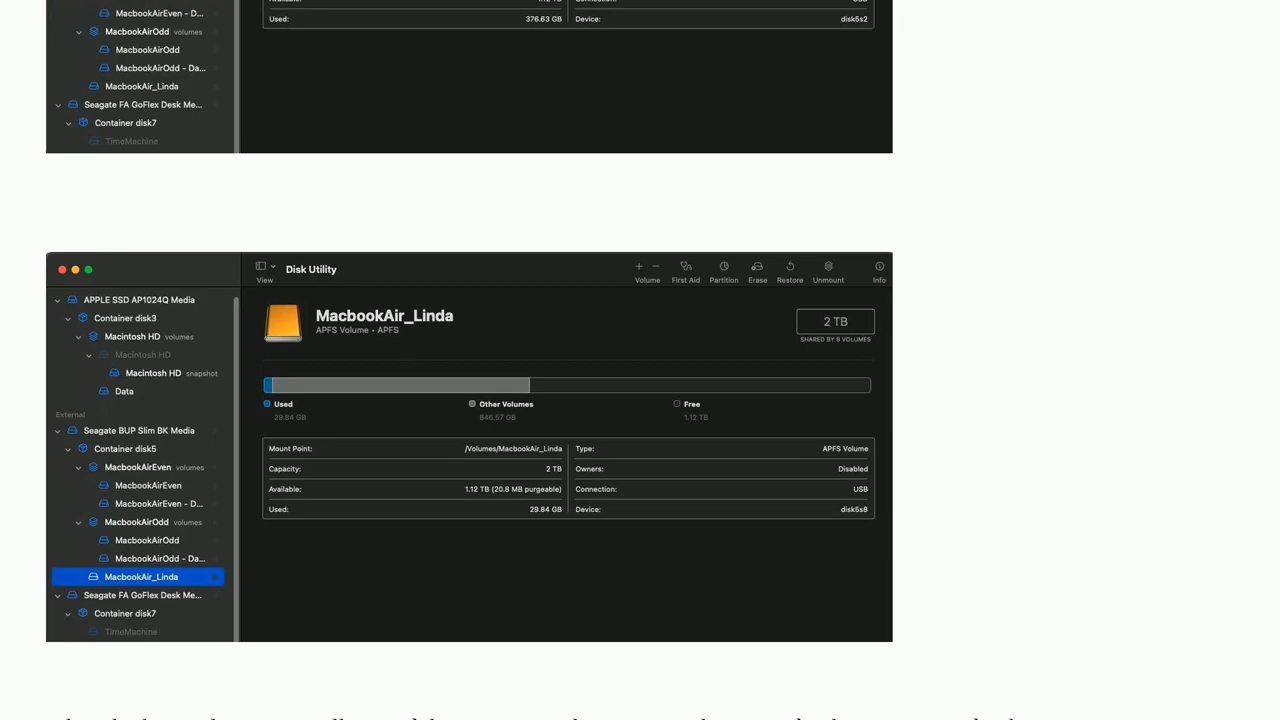 MacbookAirEven - D...
Used: 376.63 GB Device: disk5s2
MacbookAirOdd volumes
MacbookAirOdd
MacbookAirOdd - Da...
MacbookAir_Linda
Seagate FA GoFlex Desk Me...
Container disk7
TimeMachine
Disk Utility
View
Volume First Aid Partition Erase Restore Unmount Info
APPLE SSD AP1024Q Media
Container disk3
Macintosh HD volumes
Macintosh HD
Macintosh HD snapshot
Data
External
Seagate BUP Slim BK Media
Container disk5
MacbookAirEven volumes
MacbookAirEven
MacbookAirEven - D...
MacbookAirOdd volumes
MacbookAirOdd
MacbookAirOdd - Da...
MacbookAir_Linda
Seagate FA GoFlex Desk Me...
Container disk7
TimeMachine
MacbookAir_Linda
APFS Volume • APFS
2 TB
SHARED BY 8 VOLUMES
Used Other Volumes Free
29.84 GB 846.57 GB 1.12 TB
Mount Point: /Volumes/MacbookAir_Linda Type: APFS Volume
Capacity: 2 TB Owners: Disabled
Available: 1.12 TB (20.8 MB purgeable) Connection: USB
Used: 29.84 GB Device: disk5s8